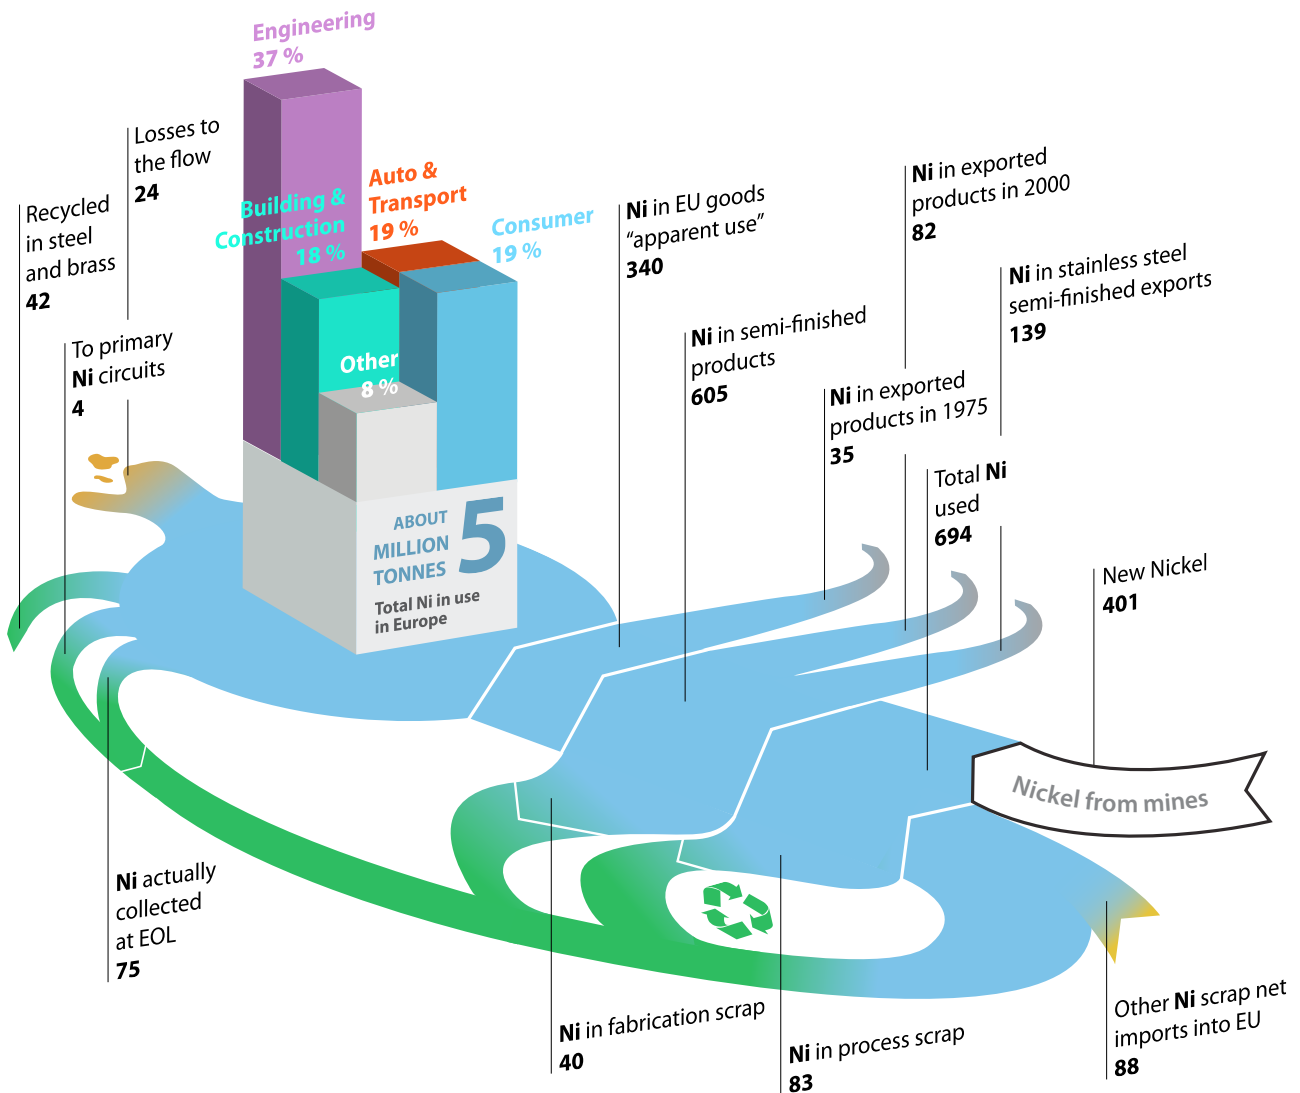 Engineering
37 %
Losses to
the flow
24
Recycled
in steel
and brass
42
To primary
Ni circuits
4
Building &
Construction
18 %
Auto &
Transport
19 %
Consumer
19 %
Other
8 %
ABOUT
MILLION
TONNES
5
Total Ni in use
in Europe
Ni in EU goods
“apparent use”
340
Ni in semi-finished
products
605
Ni in exported
products in 2000
82
Ni in stainless steel
semi-finished exports
139
Ni in exported
products in 1975
35
Total Ni
used
694
New Nickel
401
Nickel from mines
Ni actually
collected
at EOL
75
Ni in fabrication scrap
40
Ni in process scrap
83
Other Ni scrap net
imports into EU
88